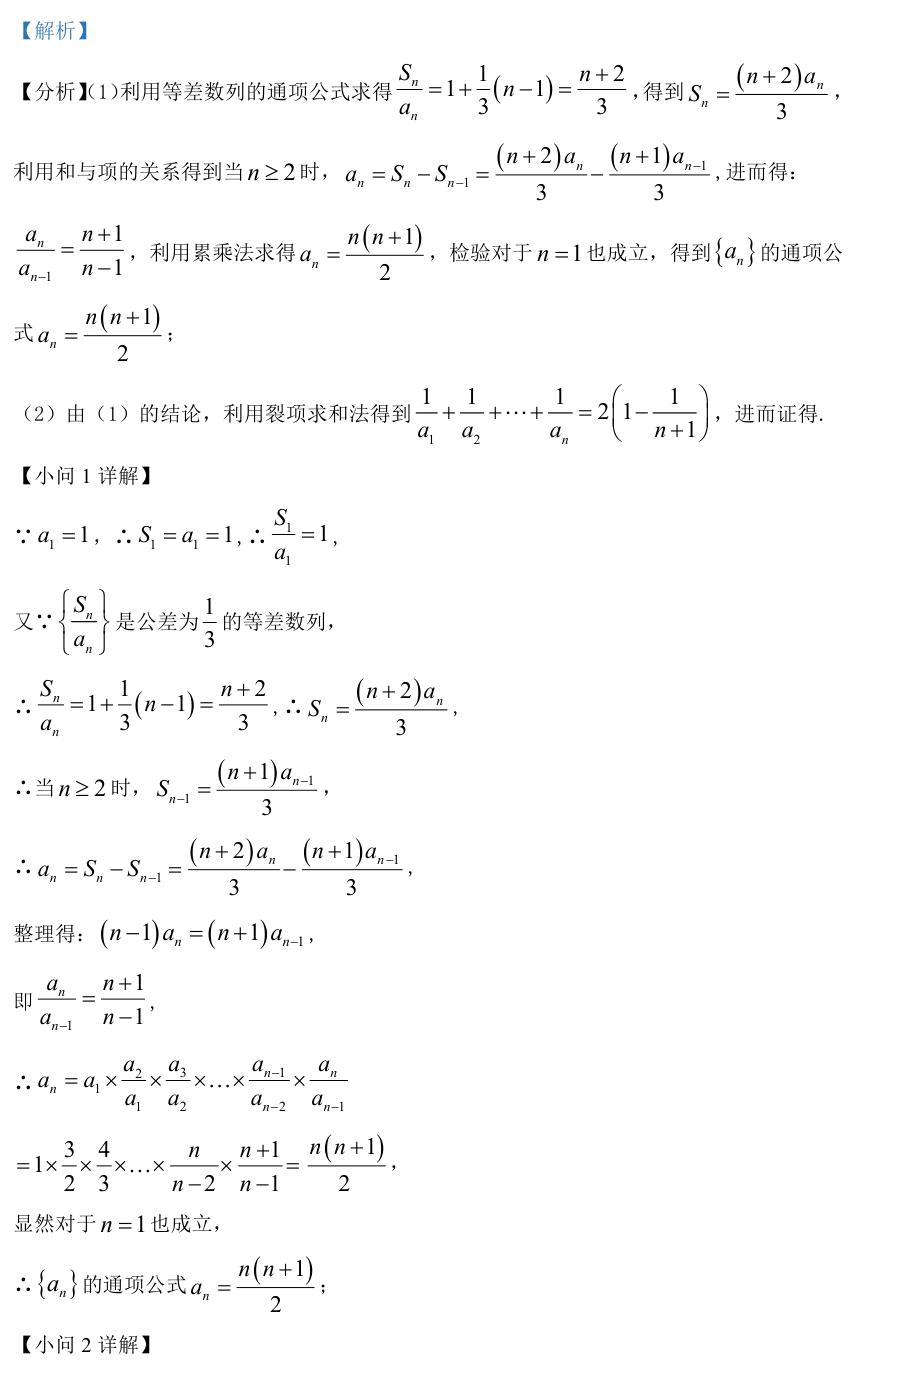 【解析】
【分析】(1)利用等差数列的通项公式求得 $\frac{S_n}{a_n}=1+\frac{1}{3}(n-1)=\frac{n+2}{3}$,得到 $S_n=\frac{(n+2)a_n}{3}$,
利用和与项的关系得到当 $n\geq 2$ 时, $a_n=S_n-S_{n-1}=\frac{(n+2)a_n}{3}-\frac{(n+1)a_{n-1}}{3}$,进而得:
$\frac{a_n}{a_{n-1}}=\frac{n+1}{n-1}$,利用累乘法求得 $a_n=\frac{n(n+1)}{2}$,检验对于 $n=1$ 也成立,得到 $\{a_n\}$ 的通项公
式 $a_n=\frac{n(n+1)}{2}$;
(2)由(1)的结论,利用裂项求和法得到 $\frac{1}{a_1}+\frac{1}{a_2}+\cdots+\frac{1}{a_n}=2\left(1-\frac{1}{n+1}\right)$,进而证得.
【小问 1 详解】
∵ $a_1=1$,∴ $S_1=a_1=1$,∴ $\frac{S_1}{a_1}=1$,
又∵ $\left\{\frac{S_n}{a_n}\right\}$ 是公差为 $\frac{1}{3}$ 的等差数列,
∴ $\frac{S_n}{a_n}=1+\frac{1}{3}(n-1)=\frac{n+2}{3}$,∴ $S_n=\frac{(n+2)a_n}{3}$,
∴当 $n\geq 2$ 时, $S_{n-1}=\frac{(n+1)a_{n-1}}{3}$,
∴ $a_n=S_n-S_{n-1}=\frac{(n+2)a_n}{3}-\frac{(n+1)a_{n-1}}{3}$,
整理得: $(n-1)a_n=(n+1)a_{n-1}$,
即 $\frac{a_n}{a_{n-1}}=\frac{n+1}{n-1}$,
∴ $a_n=a_1\times\frac{a_2}{a_1}\times\frac{a_3}{a_2}\times\ldots\times\frac{a_{n-1}}{a_{n-2}}\times\frac{a_n}{a_{n-1}}$
$=1\times\frac{3}{2}\times\frac{4}{3}\times\ldots\times\frac{n}{n-2}\times\frac{n+1}{n-1}=\frac{n(n+1)}{2}$,
显然对于 $n=1$ 也成立,
∴ $\{a_n\}$ 的通项公式 $a_n=\frac{n(n+1)}{2}$;
【小问 2 详解】